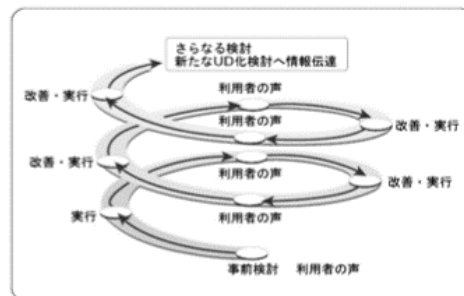 さらなる検討
新たなUD化検討へ情報伝達
利用者の声
改善・実行
利用者の声
改善・実行
利用者の声
改善・実行
改善・実行
利用者の声
実行
事前検討 利用者の声